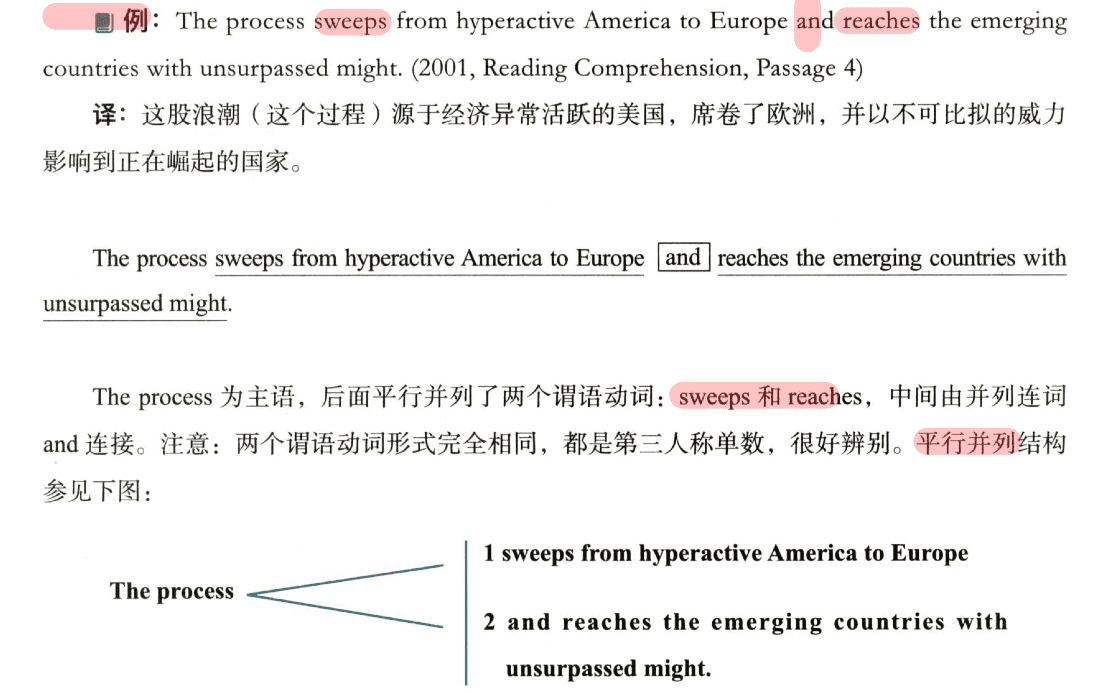 例：The process sweeps from hyperactive America to Europe and reaches the emerging
countries with unsurpassed might. (2001, Reading Comprehension, Passage 4)
译：这股浪潮（这个过程）源于经济异常活跃的美国，席卷了欧洲，并以不可比拟的威力
影响到正在崛起的国家。
The process sweeps from hyperactive America to Europe and reaches the emerging countries with
unsurpassed might.
The process 为主语，后面平行并列了两个谓语动词：sweeps 和 reaches，中间由并列连词
and 连接。注意：两个谓语动词形式完全相同，都是第三人称单数，很好辨别。平行并列结构
参见下图：
The process
1 sweeps from hyperactive America to Europe
2 and reaches the emerging countries with
unsurpassed might.